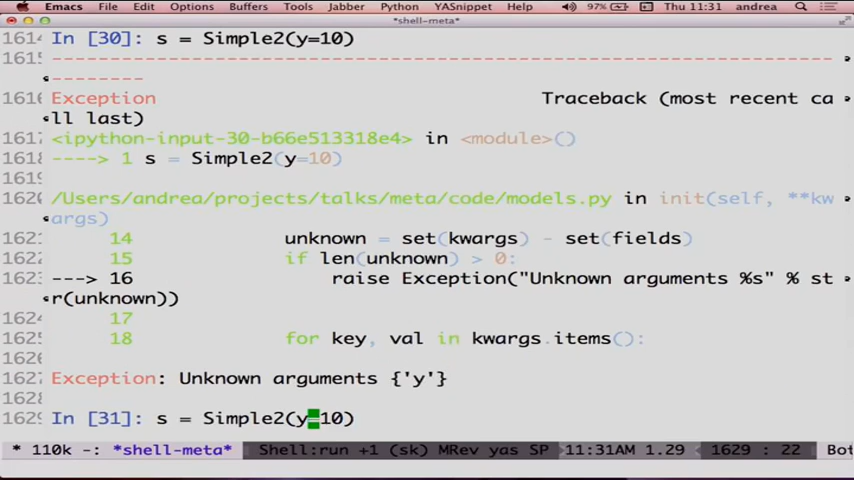 Emacs File Edit Options Buffers Tools Jabber Python YASnippet Help 97% Thu 11:31 andrea
*shell-meta*
1614 In [30]: s = Simple2(y=10)
1615 -------------------------------------------------------------------
--------
1616 Exception Traceback (most recent ca
ll last)
1617 <ipython-input-30-b66e513318e4> in <module>()
1618 ----> 1 s = Simple2(y=10)
1619
1620 /Users/andrea/projects/talks/meta/code/models.py in init(self, **kw
args)
1621 14 unknown = set(kwargs) - set(fields)
1622 15 if len(unknown) > 0:
1623 ---> 16 raise Exception("Unknown arguments %s" % st
r(unknown))
1624 17
1625 18 for key, val in kwargs.items():
1626
1627 Exception: Unknown arguments {'y'}
1628
1629 In [31]: s = Simple2(y=10)
* 110k -: *shell-meta* Shell:run +1 (sk) MRev yas SP 11:31AM 1.29 1629 : 22 Bot